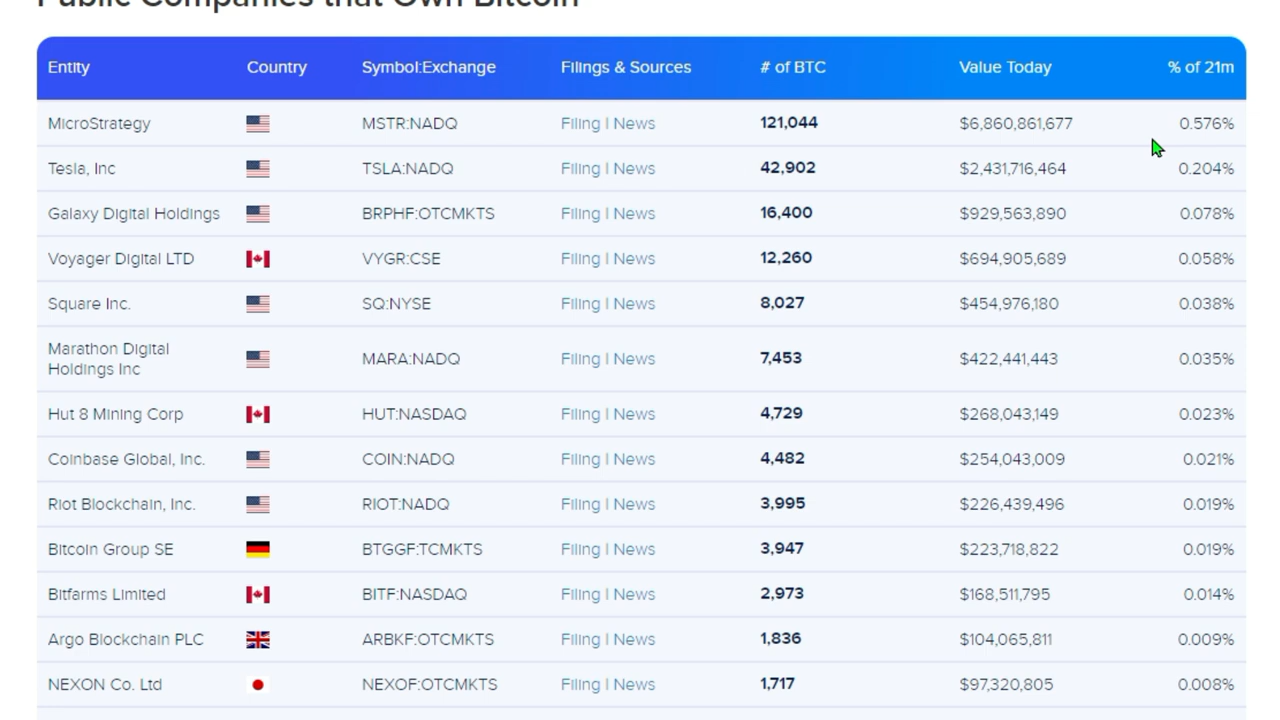 Public Companies that Own Bitcoin
Entity Country Symbol:Exchange Filings & Sources # of BTC Value Today % of 21m
MicroStrategy MSTR:NADQ Filing | News 121,044 $6,860,861,677 0.576%
Tesla, Inc TSLA:NADQ Filing | News 42,902 $2,431,716,464 0.204%
Galaxy Digital Holdings BRPHF:OTCMKTS Filing | News 16,400 $929,563,890 0.078%
Voyager Digital LTD VYGR:CSE Filing | News 12,260 $694,905,689 0.058%
Square Inc. SQ:NYSE Filing | News 8,027 $454,976,180 0.038%
Marathon Digital
Holdings Inc MARA:NADQ Filing | News 7,453 $422,441,443 0.035%
Hut 8 Mining Corp HUT:NASDAQ Filing | News 4,729 $268,043,149 0.023%
Coinbase Global, Inc. COIN:NADQ Filing | News 4,482 $254,043,009 0.021%
Riot Blockchain, Inc. RIOT:NADQ Filing | News 3,995 $226,439,496 0.019%
Bitcoin Group SE BTGGF:TCMKTS Filing | News 3,947 $223,718,822 0.019%
Bitfarms Limited BITF:NASDAQ Filing | News 2,973 $168,511,795 0.014%
Argo Blockchain PLC ARBKF:OTCMKTS Filing | News 1,836 $104,065,811 0.009%
NEXON Co. Ltd NEXOF:OTCMKTS Filing | News 1,717 $97,320,805 0.008%